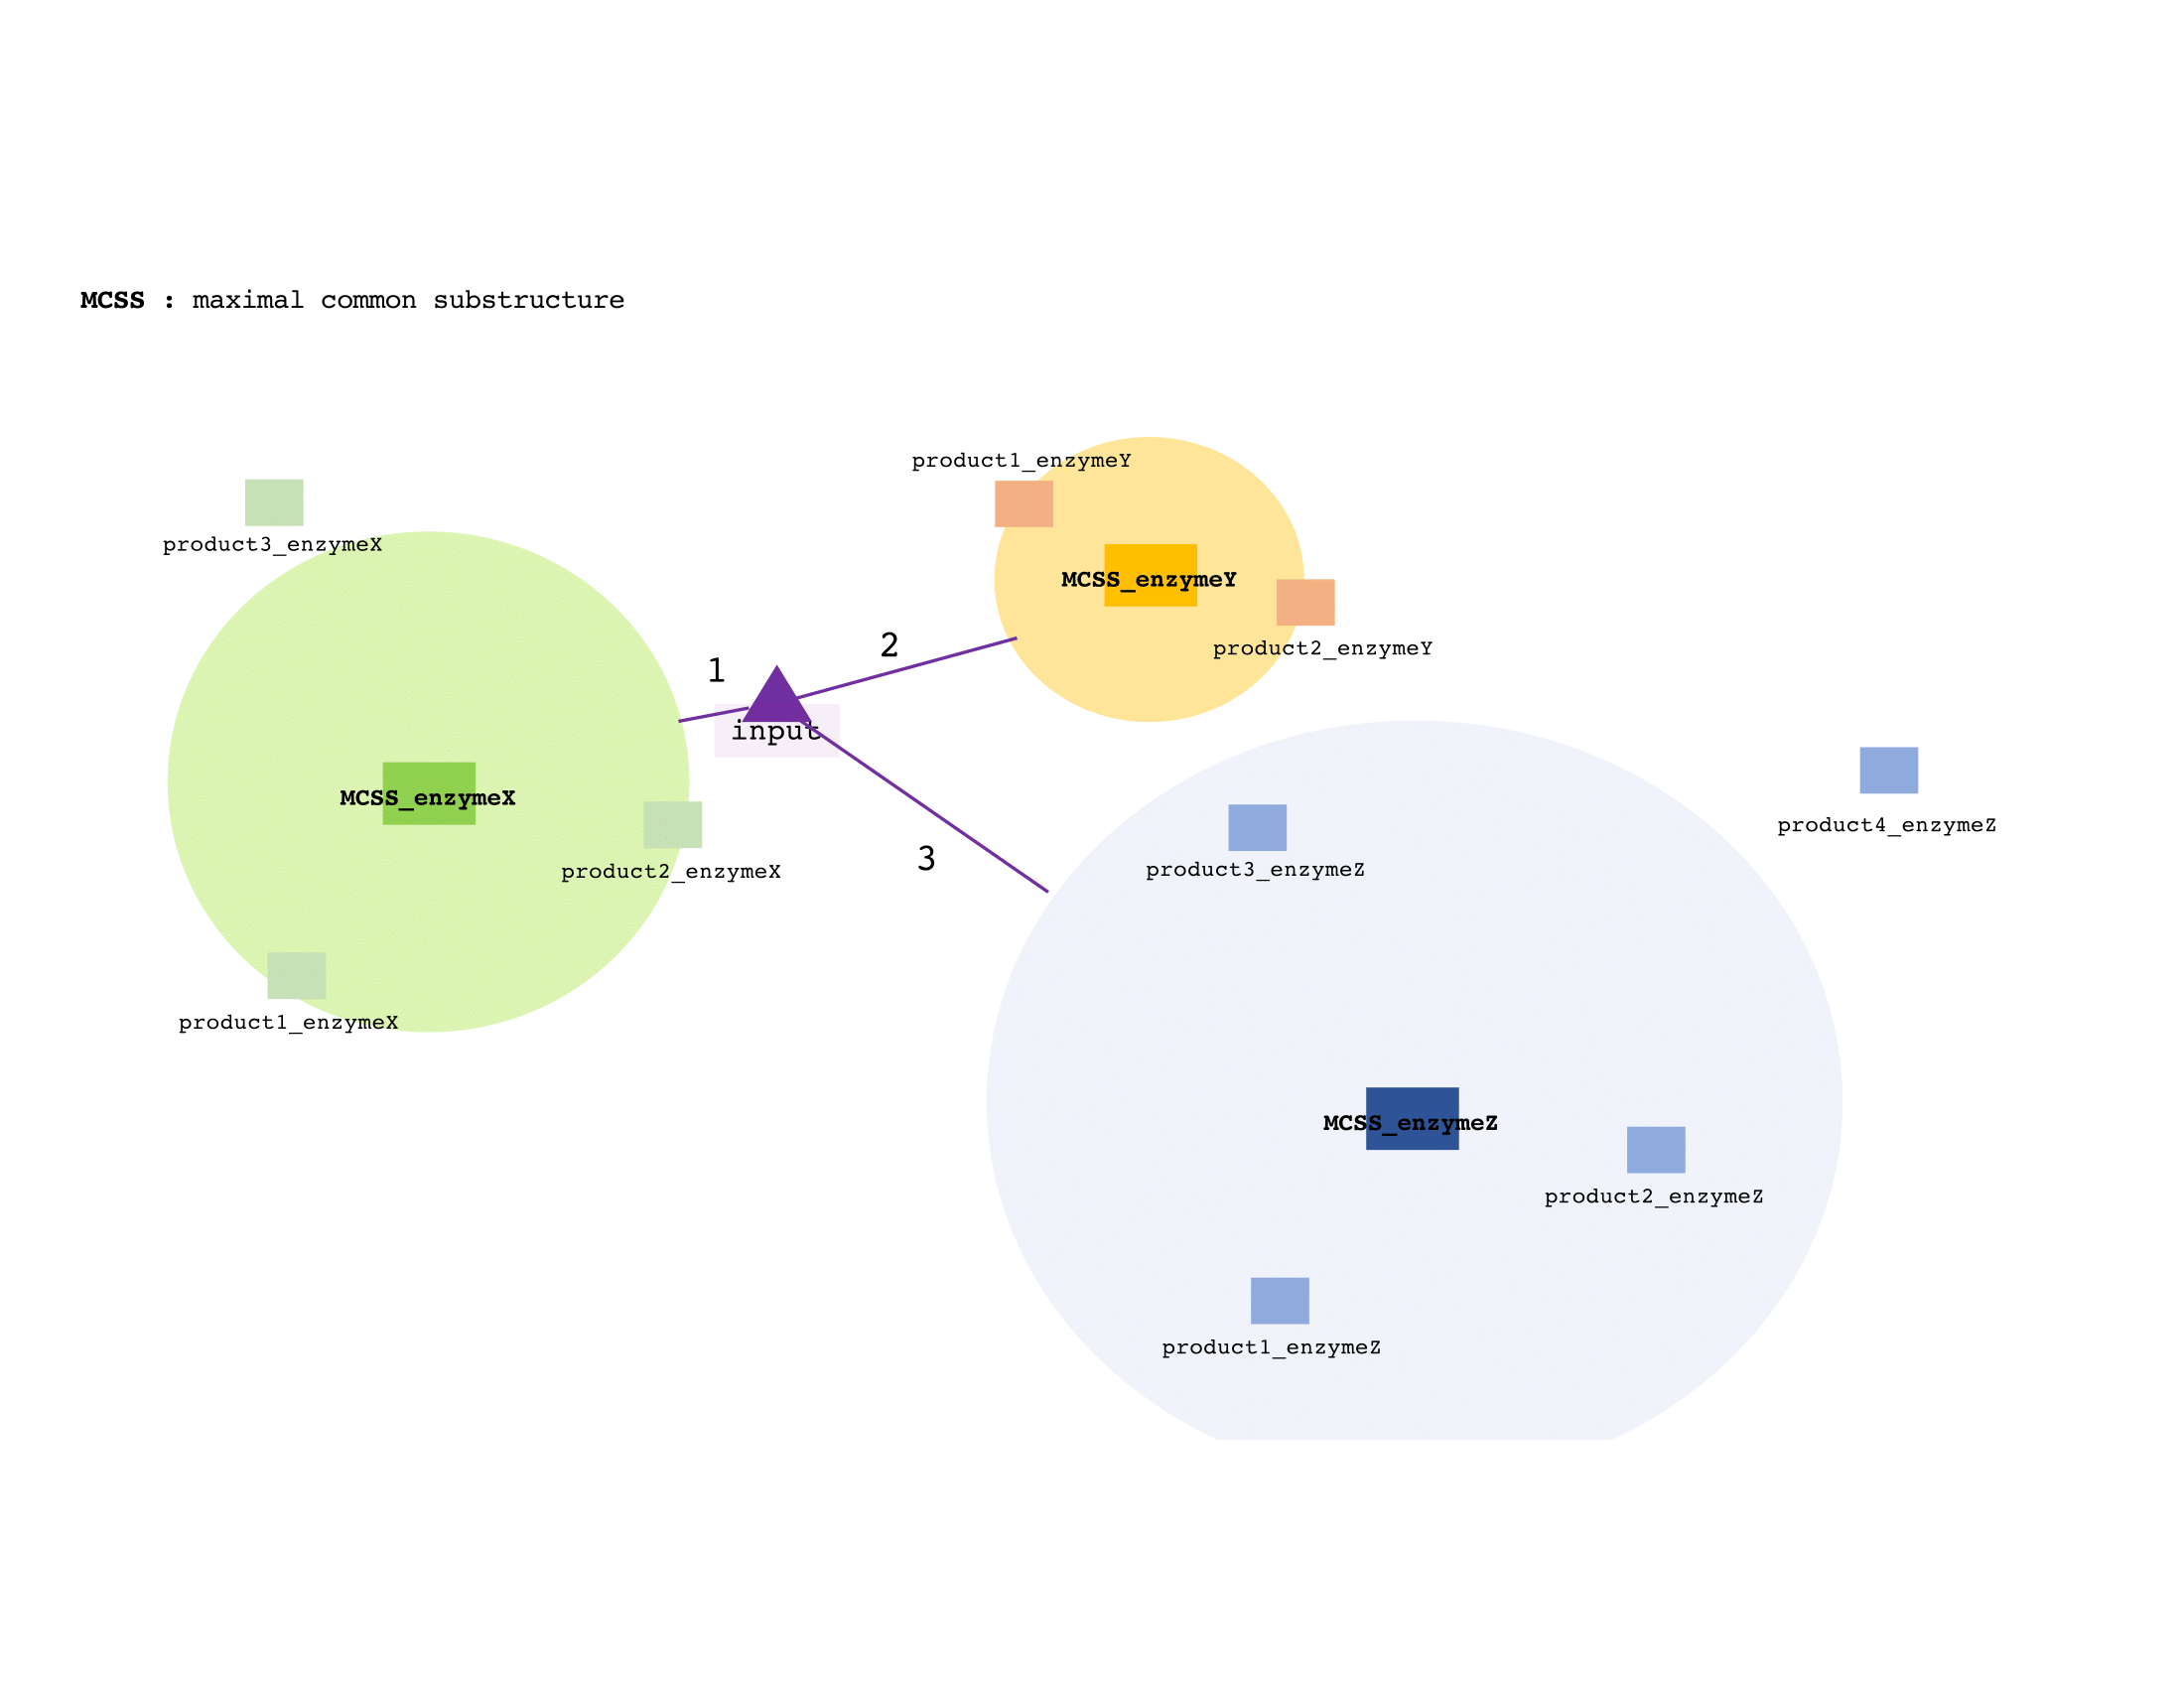 MCSS : maximal common substructure
product1_enzymeY
product3_enzymeX
MCSS_enzymeY
product2_enzymeY
1
2
input
MCSS_enzymeX
product2_enzymeX
3
product3_enzymeZ
product4_enzymeZ
product1_enzymeX
MCSS_enzymeZ
product2_enzymeZ
product1_enzymeZ